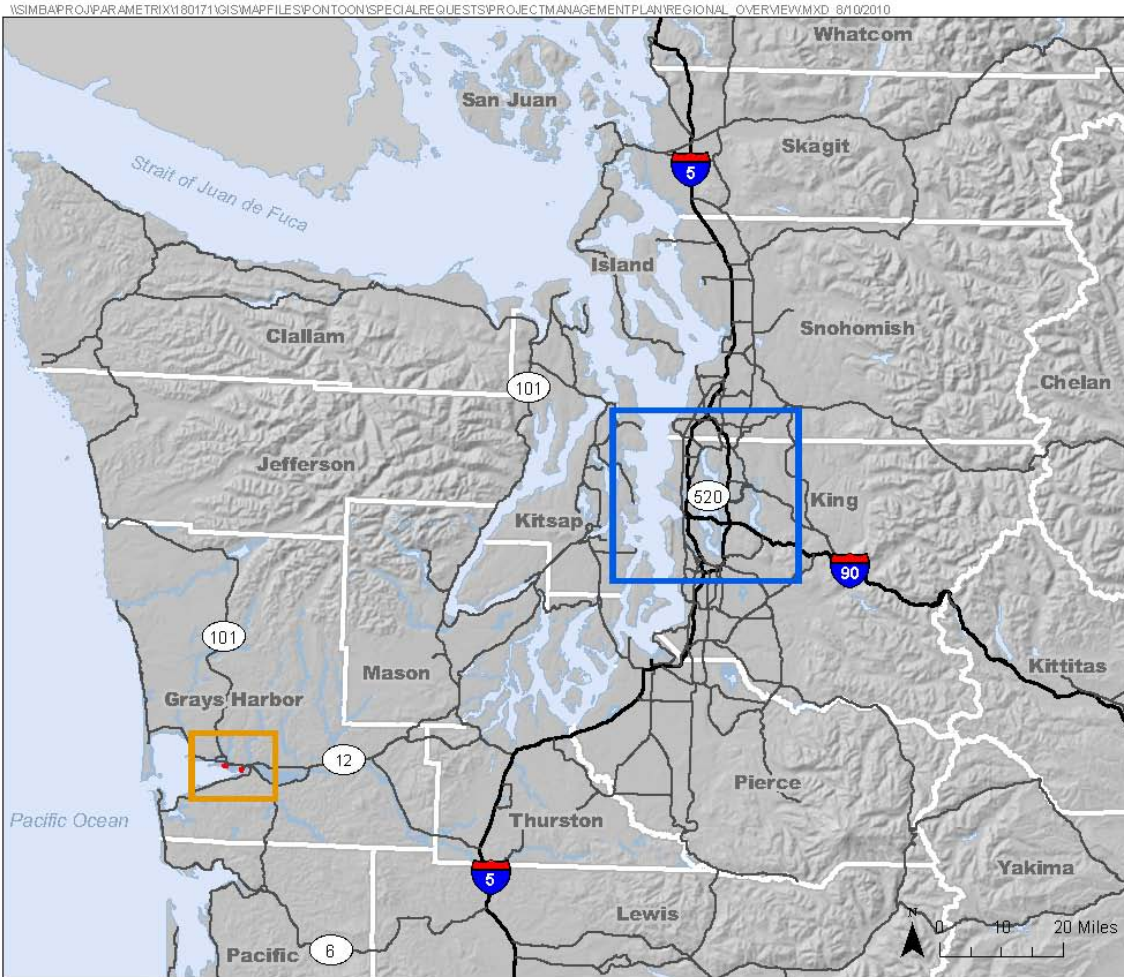 \\SIMBA\PROJ\PARAMETRIX\180171\GIS\MAPFILES\PONTOON\SPECIALREQUESTS\PROJECTMANAGEMENTPLAN\REGIONAL_OVERVIEW.MXD 8/10/2010
Whatcom
San Juan
Skagit
5
Strait of Juan de Fuca
Island
Clallam
Snohomish
101
Chelan
Jefferson
520
King
Kitsap
90
101
Mason
Kittitas
Grays Harbor
12
Pierce
Pacific Ocean
Thurston
Yakima
5
Lewis
N
0 10 20 Miles
Pacific
6